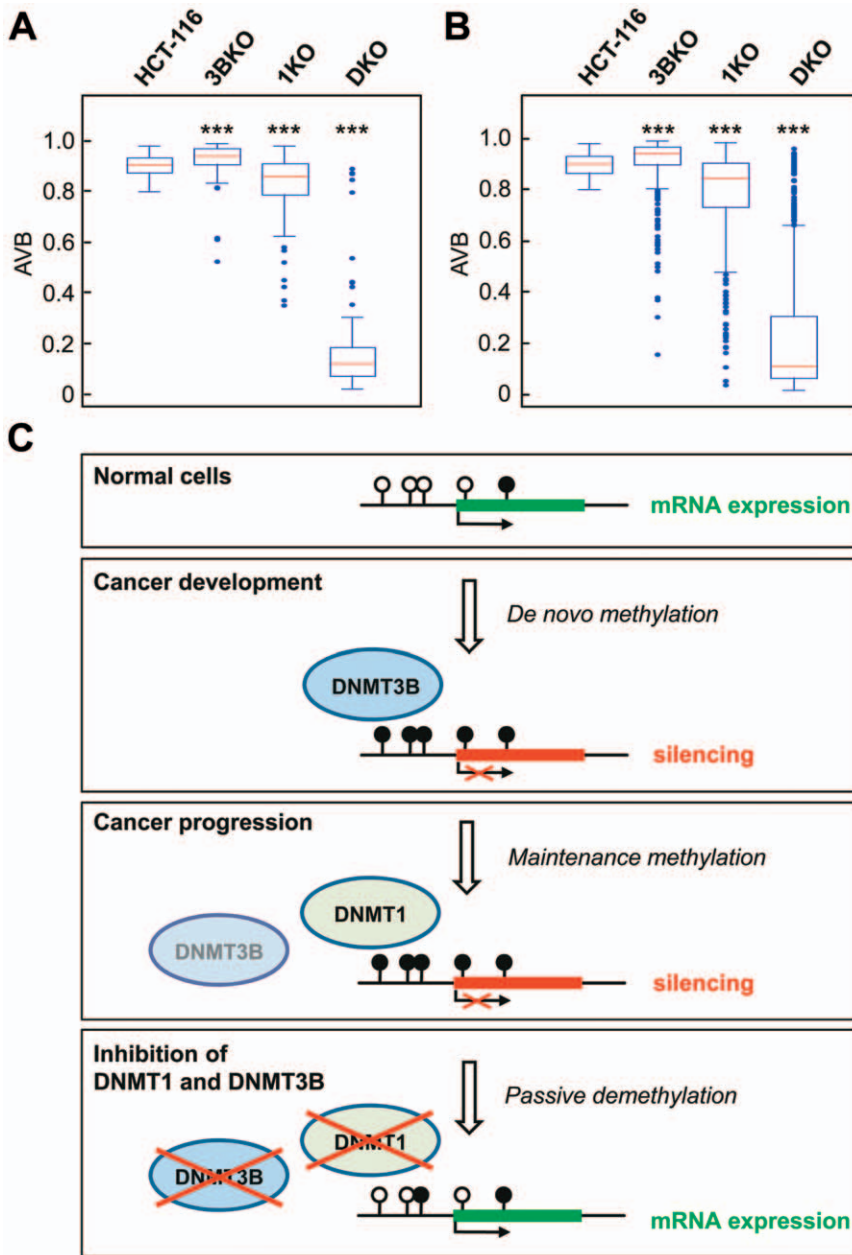 A
HCT-116 3BKO 1KO DKO
*** *** ***
1.0
0.8
0.6
0.4
0.2
0
AVB
B
HCT-116 3BKO 1KO DKO
*** *** ***
1.0
0.8
0.6
0.4
0.2
0
AVB
C
Normal cells
mRNA expression
Cancer development
De novo methylation
DNMT3B
silencing
Cancer progression
Maintenance methylation
DNMT1
DNMT3B
silencing
Inhibition of
DNMT1 and DNMT3B
Passive demethylation
DNMT1
DNMT3B
mRNA expression